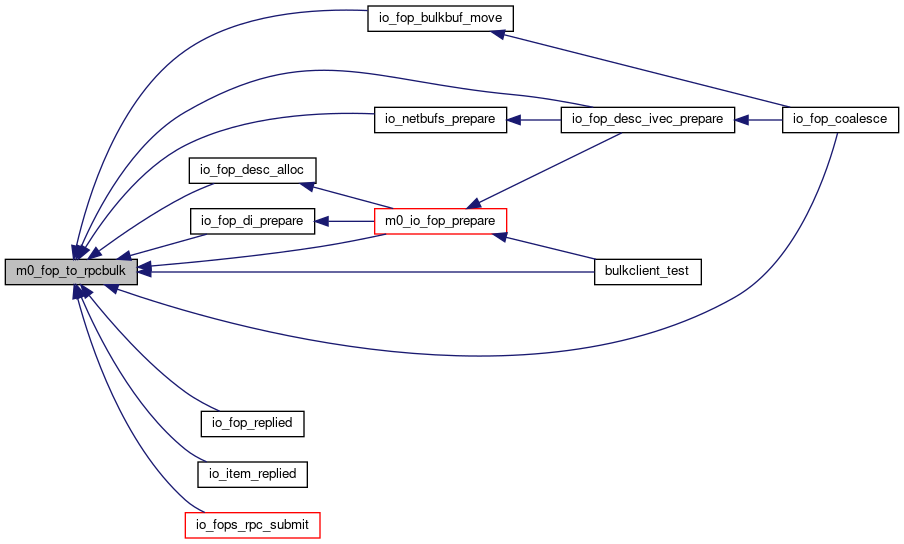 io_fop_bulkbuf_move
io_netbufs_prepare
io_fop_desc_ivec_prepare
io_fop_coalesce
io_fop_desc_alloc
io_fop_di_prepare
m0_io_fop_prepare
m0_fop_to_rpcbulk
bulkclient_test
io_fop_replied
io_item_replied
io_fops_rpc_submit